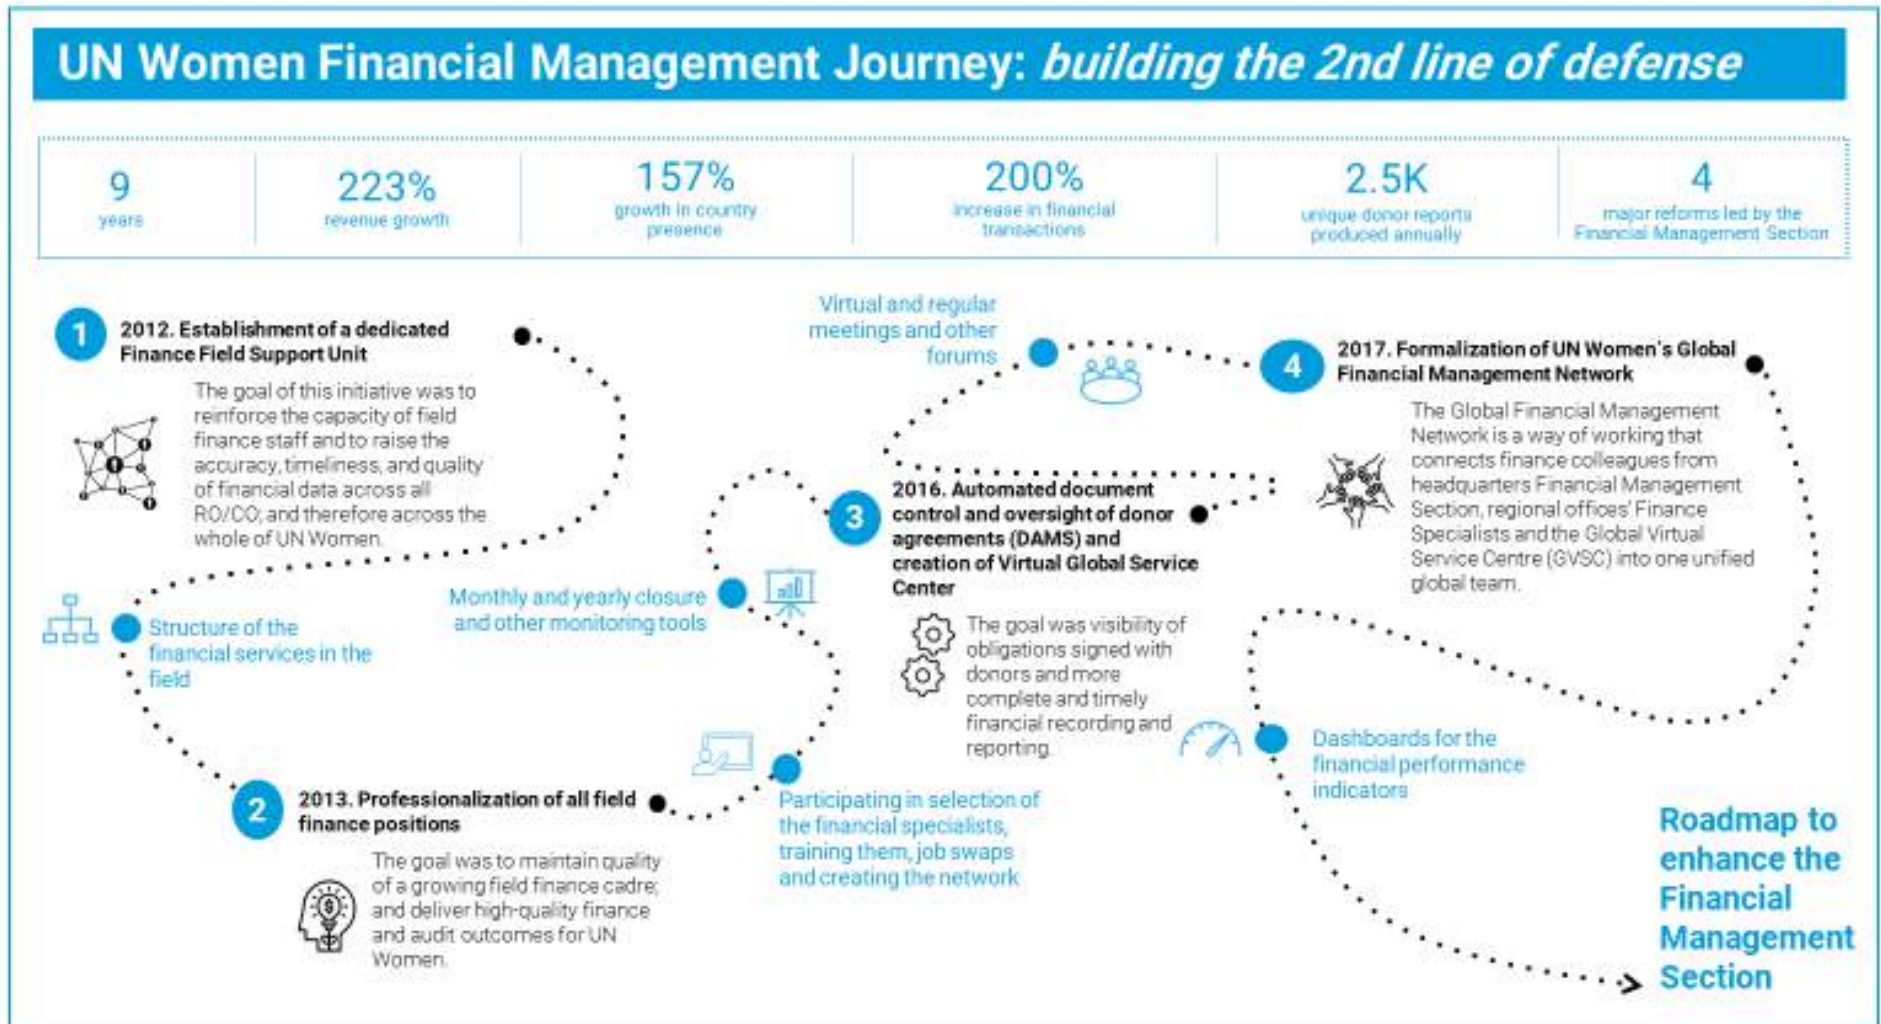 UN Women Financial Management Journey: building the 2nd line of defense
9
years
223%
revenue growth
157%
growth in country
presence
200%
increase in financial
transactions
2.5K
unique donor reports
produced annually
4
major reforms led by the
Financial Management Section
1
2012. Establishment of a dedicated
Finance Field Support Unit
The goal of this initiative was to
reinforce the capacity of field
finance staff and to raise the
accuracy, timeliness, and quality
of financial data across all
RO/CO; and therefore across the
whole of UN Women.
Structure of the
financial services in the
field
2
2013. Professionalization of all field
finance positions
The goal was to maintain quality
of a growing field finance cadre;
and deliver high-quality finance
and audit outcomes for UN
Women.
Participating in selection of
the financial specialists,
training them, job swaps
and creating the network
Monthly and yearly closure
and other monitoring tools
3
2016. Automated document
control and oversight of donor
agreements (DAMS) and
creation of Virtual Global Service
Center
The goal was visibility of
obligations signed with
donors and more
complete and timely
financial recording and
reporting.
Virtual and regular
meetings and other
forums
4
2017. Formalization of UN Women's Global
Financial Management Network
The Global Financial Management
Network is a way of working that
connects finance colleagues from
headquarters Financial Management
Section, regional offices' Finance
Specialists and the Global Virtual
Service Centre (GVSC) into one unified
global team.
Dashboards for the
financial performance
indicators
Roadmap to
enhance the
Financial
Management
Section